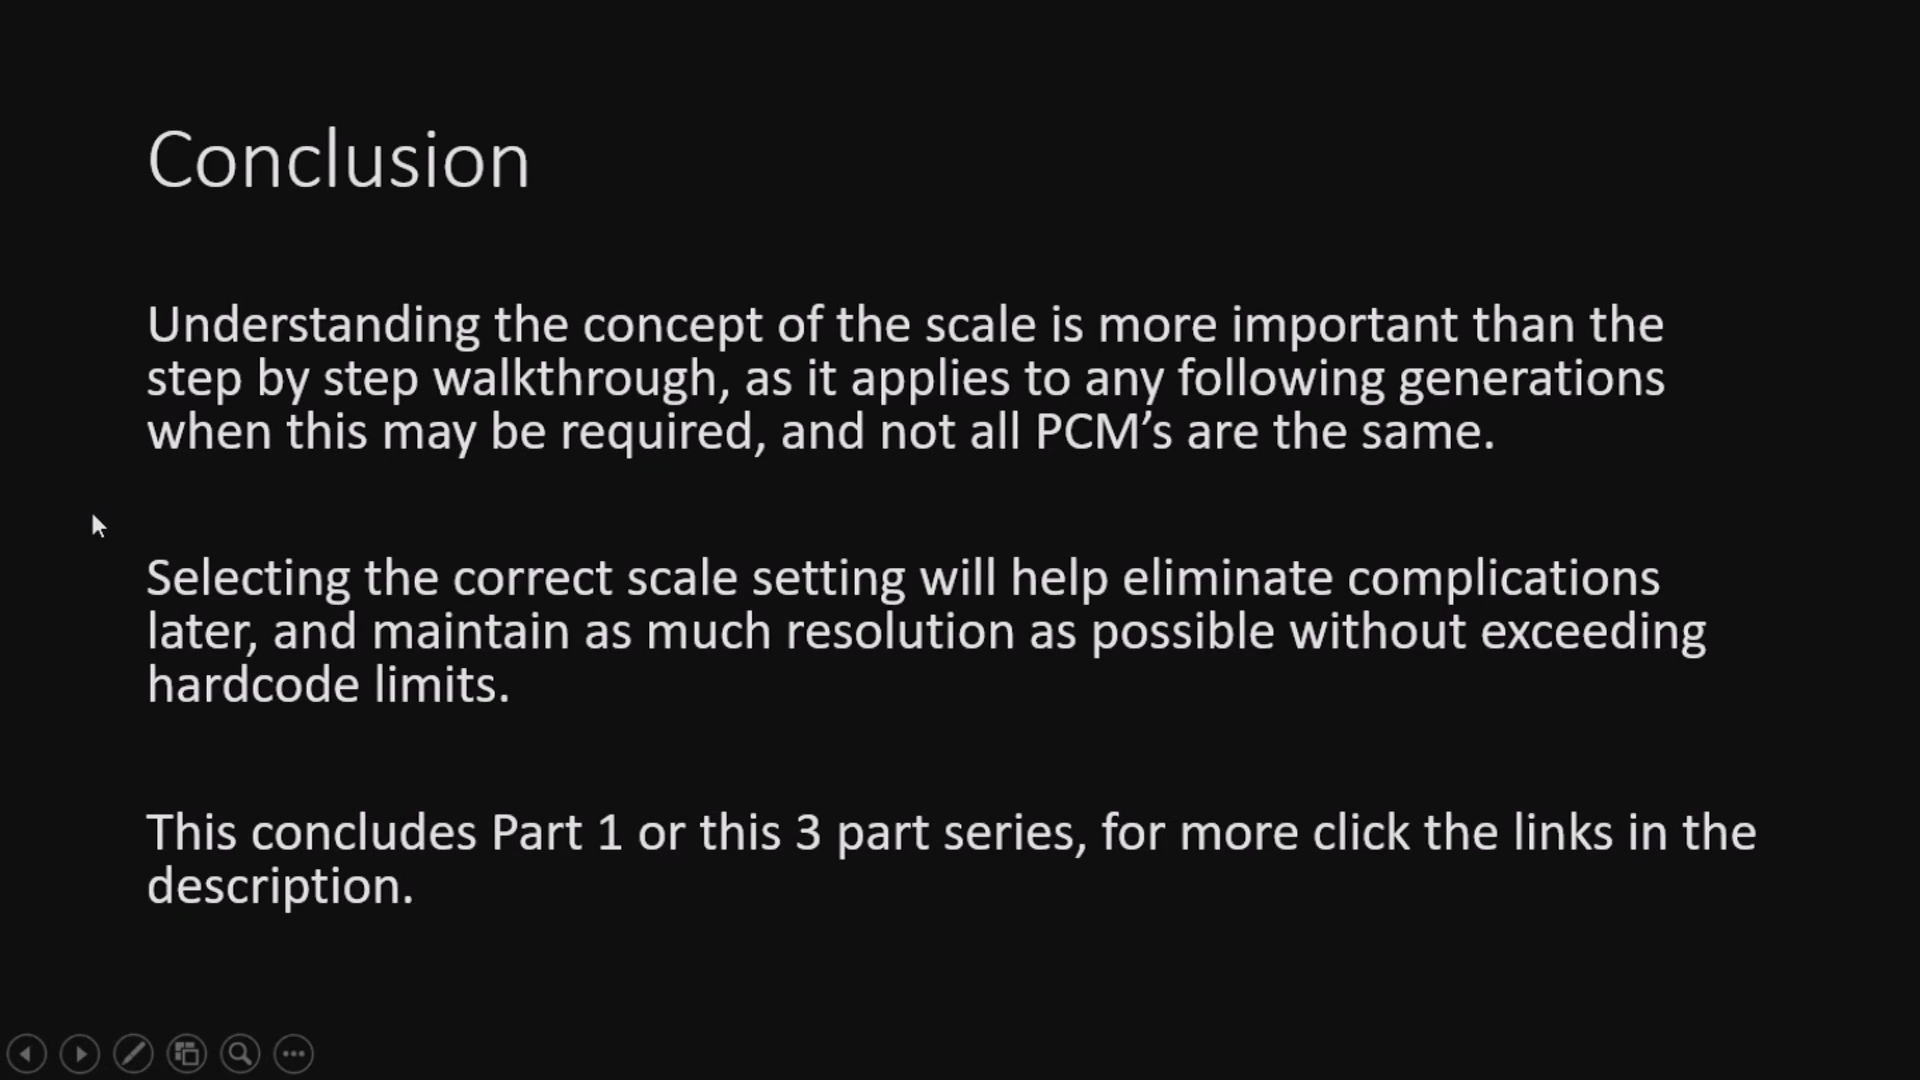 Conclusion
Understanding the concept of the scale is more important than the
step by step walkthrough, as it applies to any following generations
when this may be required, and not all PCM’s are the same.
Selecting the correct scale setting will help eliminate complications
later, and maintain as much resolution as possible without exceeding
hardcode limits.
This concludes Part 1 or this 3 part series, for more click the links in the
description.